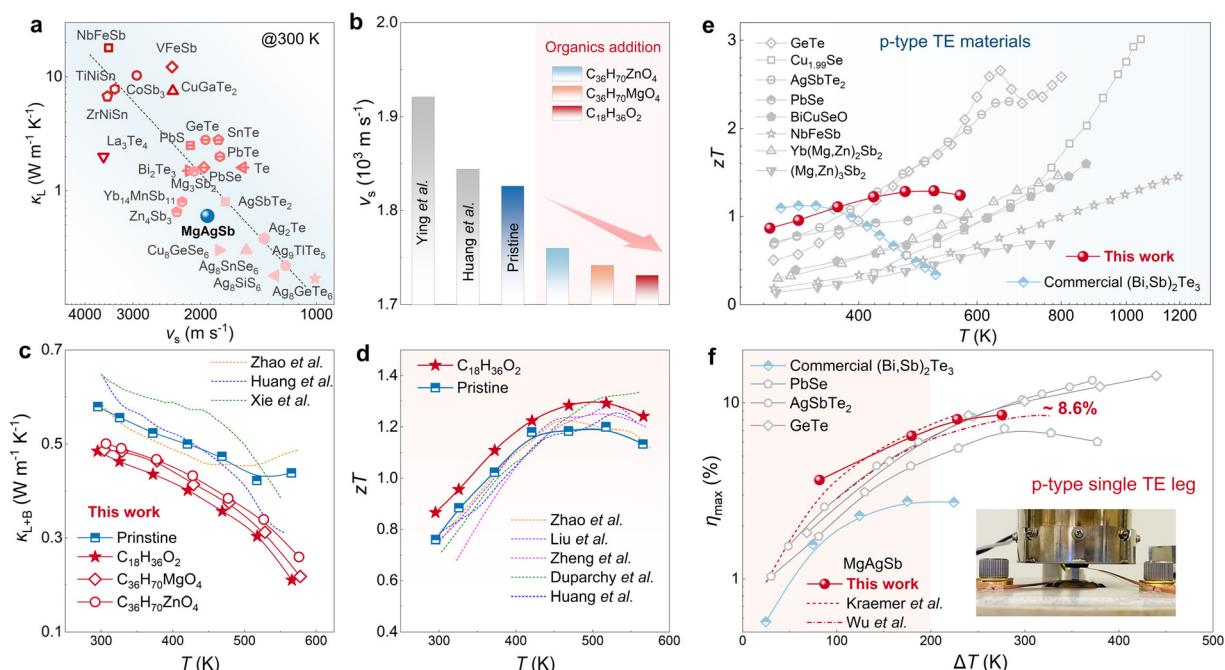 a
@300 K
NbFeSb
VFeSb
TiNiSn
CoSb₃
CuGaTe₂
ZrNiSn
GeTe
SnTe
PbS
La₃Te₄
PbTe
Bi₂Te₃
Te
PbSe
Mg₃Sb₂
Yb₁₄MnSb₁₁
AgSbTe₂
Zn₄Sb₃
MgAgSb
Ag₂Te
Cu₈GeSe₆
Ag₉TlTe₅
Ag₈SnSe₆
Ag₈SiS₆
Ag₈GeTe₆
κL (W m⁻¹ K⁻¹)
10
1
4000 3000 2000 1000
vs (m s⁻¹)
b
Organics addition
C₃₆H₇₀ZnO₄
C₃₆H₇₀MgO₄
C₁₈H₃₆O₂
Ying et al.
Huang et al.
Pristine
vs (10³ m s⁻¹)
2.0
1.9
1.8
1.7
c
Zhao et al.
Huang et al.
Xie et al.
This work
Prinstine
C₁₈H₃₆O₂
C₃₆H₇₀MgO₄
C₃₆H₇₀ZnO₄
κL+B (W m⁻¹ K⁻¹)
0.7
0.5
0.3
0.1
300 400 500 600
T (K)
d
C₁₈H₃₆O₂
Pristine
Zhao et al.
Liu et al.
Zheng et al.
Duparchy et al.
Huang et al.
zT
1.4
1.2
1.0
0.8
0.6
0.4
0.2
300 400 500 600
T (K)
e
p-type TE materials
GeTe
Cu₁.₉₉Se
AgSbTe₂
PbSe
BiCuSeO
NbFeSb
Yb(Mg,Zn)₂Sb₂
(Mg,Zn)₃Sb₂
This work
Commercial (Bi,Sb)₂Te₃
zT
3
2
1
0
400 600 800 1000 1200
T (K)
f
Commercial (Bi,Sb)₂Te₃
PbSe
AgSbTe₂
GeTe
~ 8.6%
p-type single TE leg
MgAgSb
This work
Kraemer et al.
Wu et al.
ηmax (%)
10
1
0 100 200 300 400 500
ΔT (K)